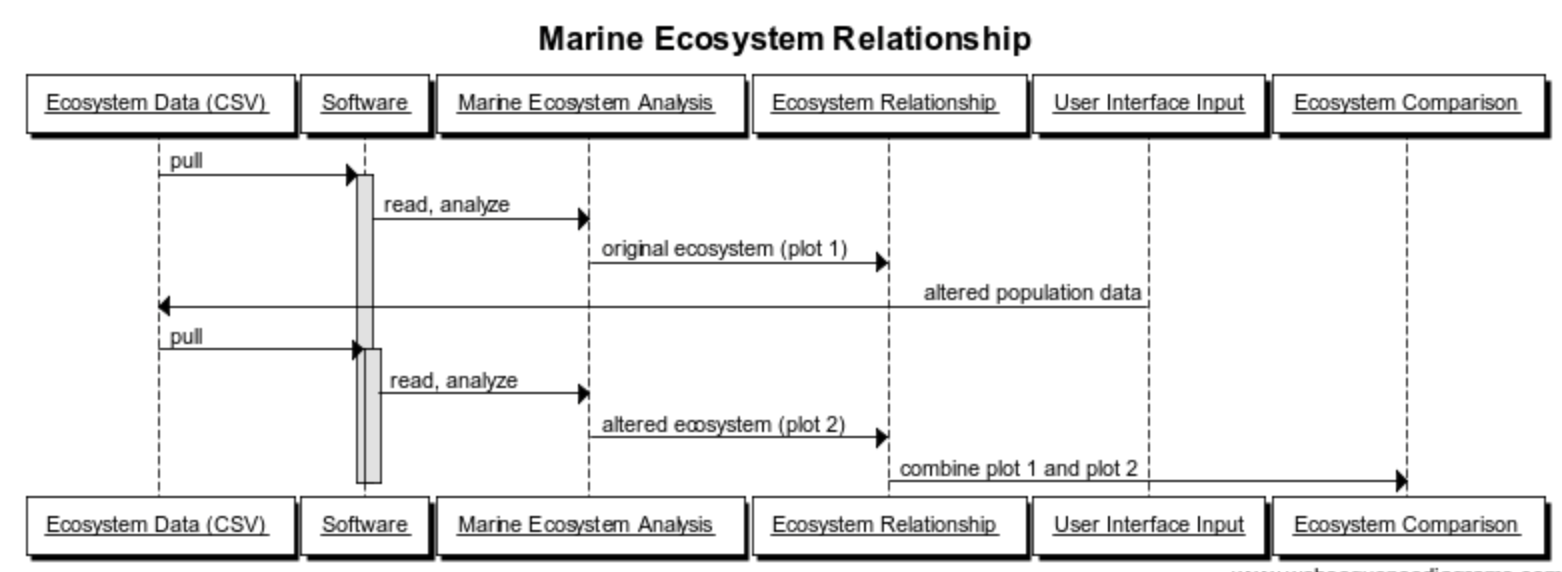 Marine Ecosystem Relationship
Ecosystem Data (CSV) Software Marine Ecosystem Analysis Ecosystem Relationship User Interface Input Ecosystem Comparison
pull
read, analyze
original ecosystem (plot 1)
altered population data
pull
read, analyze
altered ecosystem (plot 2)
combine plot 1 and plot 2
Ecosystem Data (CSV) Software Marine Ecosystem Analysis Ecosystem Relationship User Interface Input Ecosystem Comparison